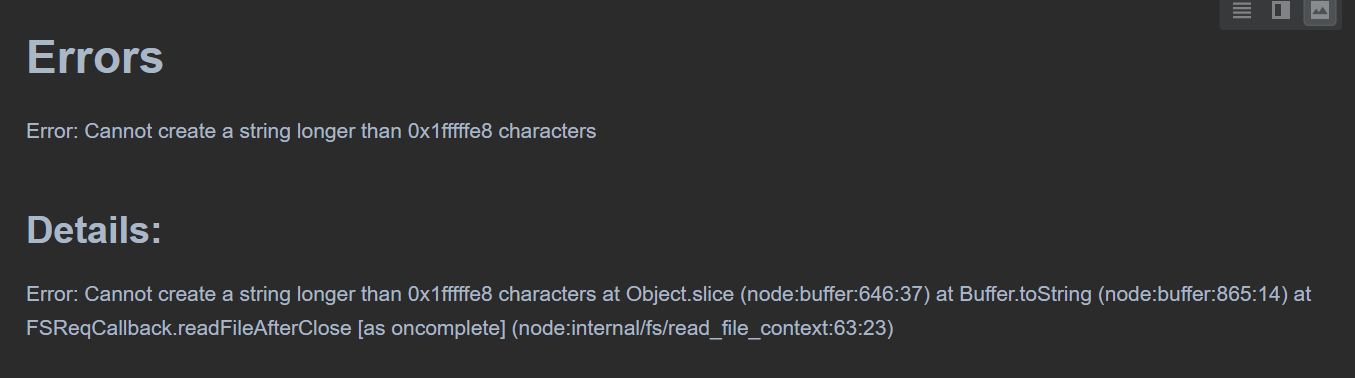 Errors
Error: Cannot create a string longer than 0x1fffffe8 characters
Details:
Error: Cannot create a string longer than 0x1fffffe8 characters at Object.slice (node:buffer:646:37) at Buffer.toString (node:buffer:865:14) at
FSReqCallback.readFileAfterClose [as oncomplete] (node:internal/fs/read_file_context:63:23)